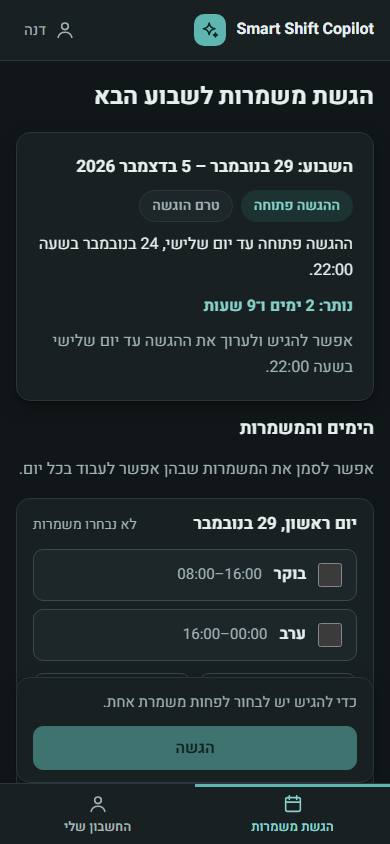 Smart Shift Copilot
דנה
הגשת משמרות לשבוע הבא
השבוע: 29 בנובמבר – 5 בדצמבר 2026
ההגשה פתוחה
טרם הוגשה
ההגשה פתוחה עד יום שלישי, 24 בנובמבר בשעה
22:00.
נותר: 2 ימים ו־9 שעות
אפשר להגיש ולערוך את ההגשה עד יום שלישי
בשעה 22:00.
הימים והמשמרות
אפשר לסמן את המשמרות שבהן אפשר לעבוד בכל יום.
יום ראשון, 29 בנובמבר
לא נבחרו משמרות
בוקר 08:00–16:00
ערב 16:00–00:00
כדי להגיש יש לבחור לפחות משמרת אחת.
הגשה
הגשת משמרות
החשבון שלי